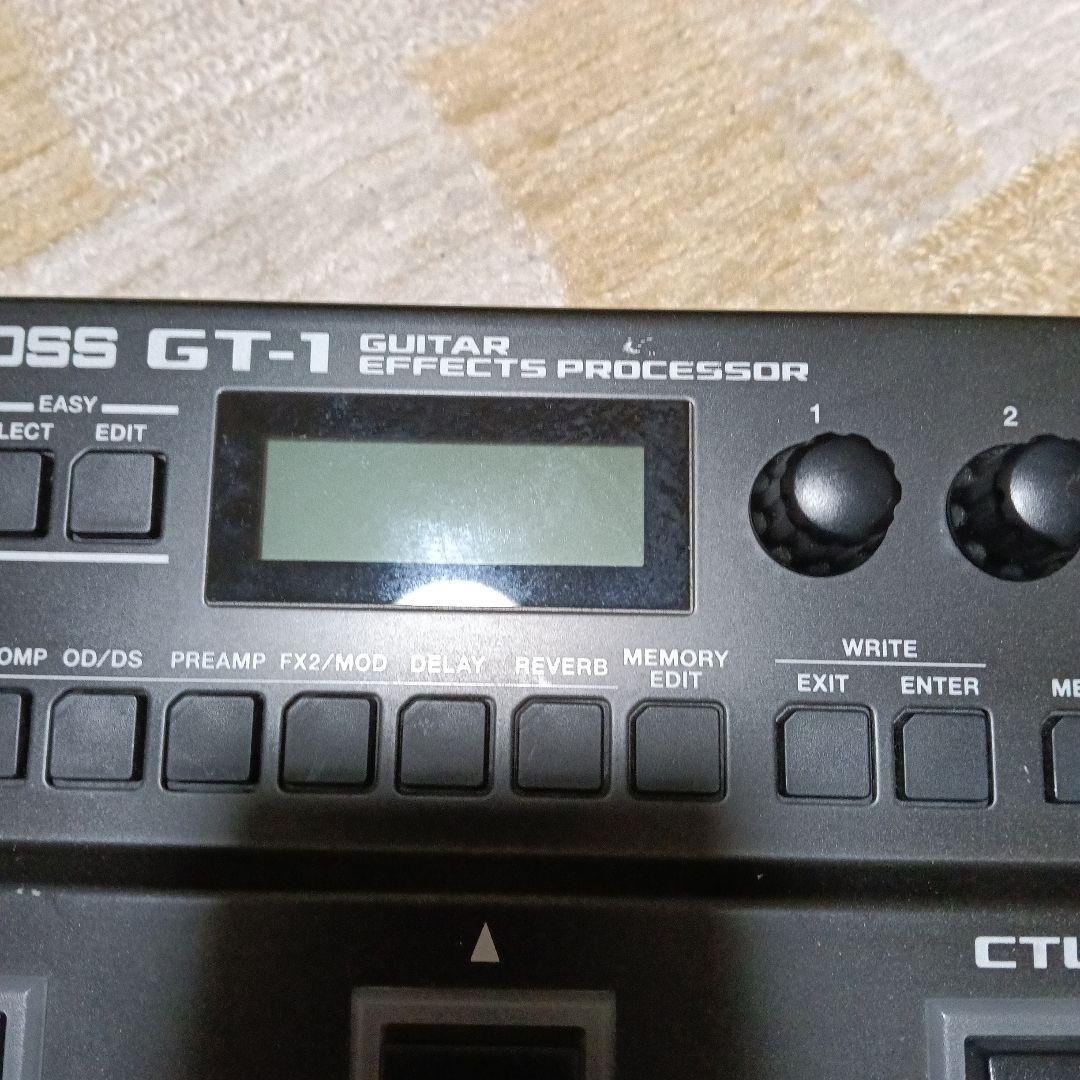 OSS GT-1 GUITAR
EFFECTS PROCESSOR
EASY
LECT EDIT
1 2
OMP OD/DS PREAMP FX2/MOD DELAY REVERB MEMORY
EDIT
WRITE
EXIT ENTER
ME
CTL